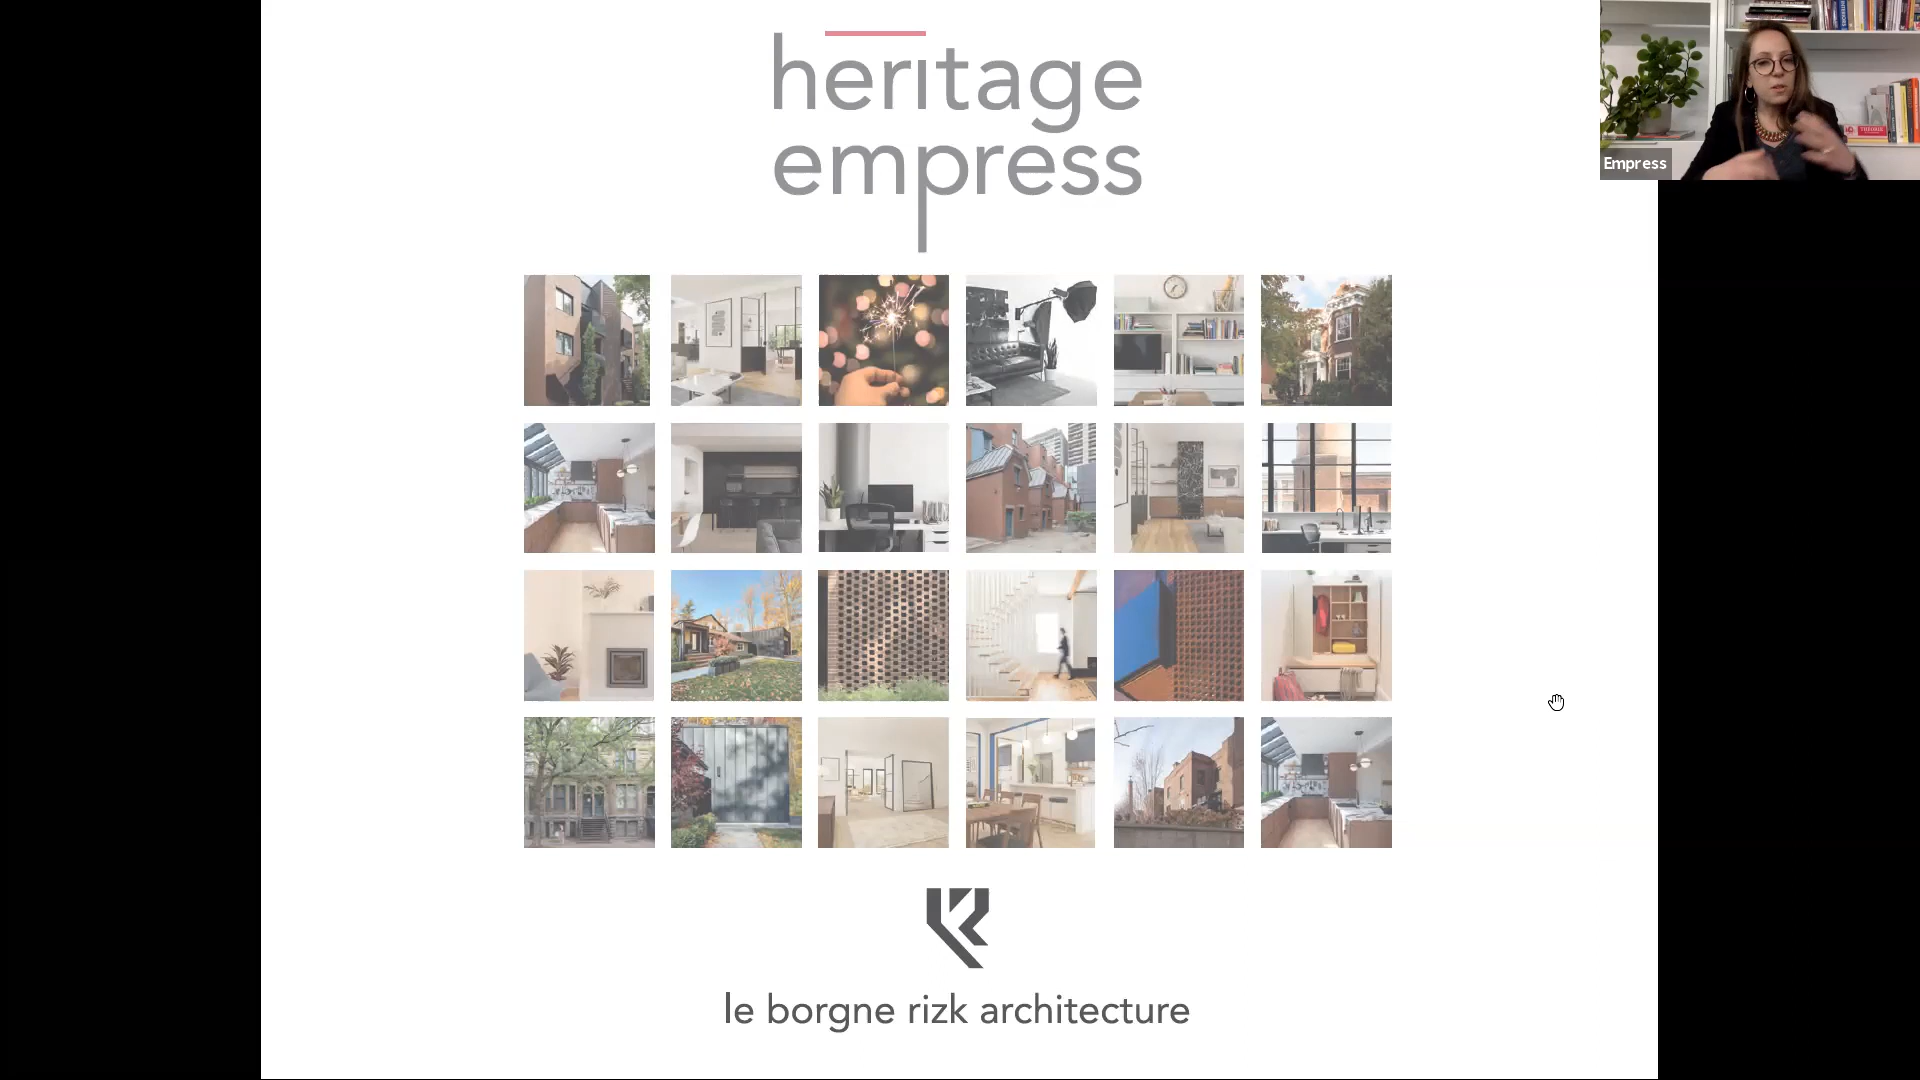 heritage
empress
Empress
le borgne rizk architecture